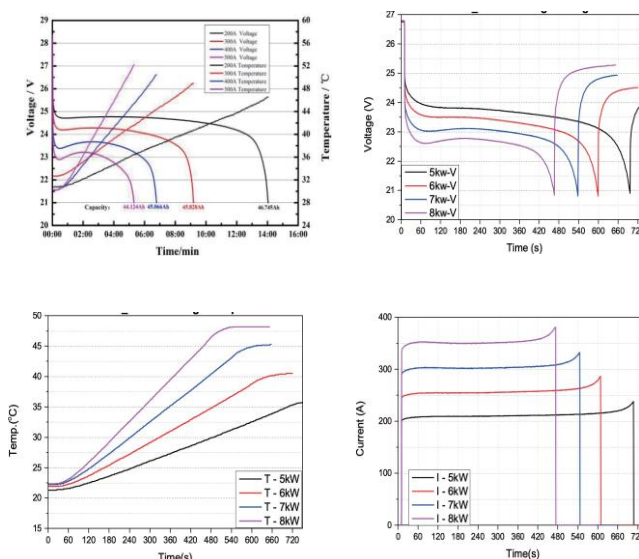 29
28
27
26
25
24
23
22
21
20
Voltage / V
60
56
52
48
44
40
36
32
28
24
Temperature / ℃
200A Voltage
300A Voltage
400A Voltage
500A Voltage
200A Temperature
300A Temperature
400A Temperature
500A Temperature
Capacity:
44.124Ah
45.066Ah
45.828Ah
46.745Ah
00:00 02:00 04:00 06:00 08:00 10:00 12:00 14:00 16:00
Time/min
27
26
25
24
23
22
21
20
Voltage (V)
5kw-V
6kw-V
7kw-V
8kw-V
0 60 120 180 240 300 360 420 480 540 600 660 72
Time (s)
50
45
40
35
30
25
20
15
Temp.(°C)
T - 5kW
T - 6kW
T - 7kW
T - 8kW
0 60 120 180 240 300 360 420 480 540 600 660 720
Time(s)
400
300
200
100
0
Current (A)
I - 5kW
I - 6kW
I - 7kW
I - 8kW
0 60 120 180 240 300 360 420 480 540 600 660 72
Time(s)